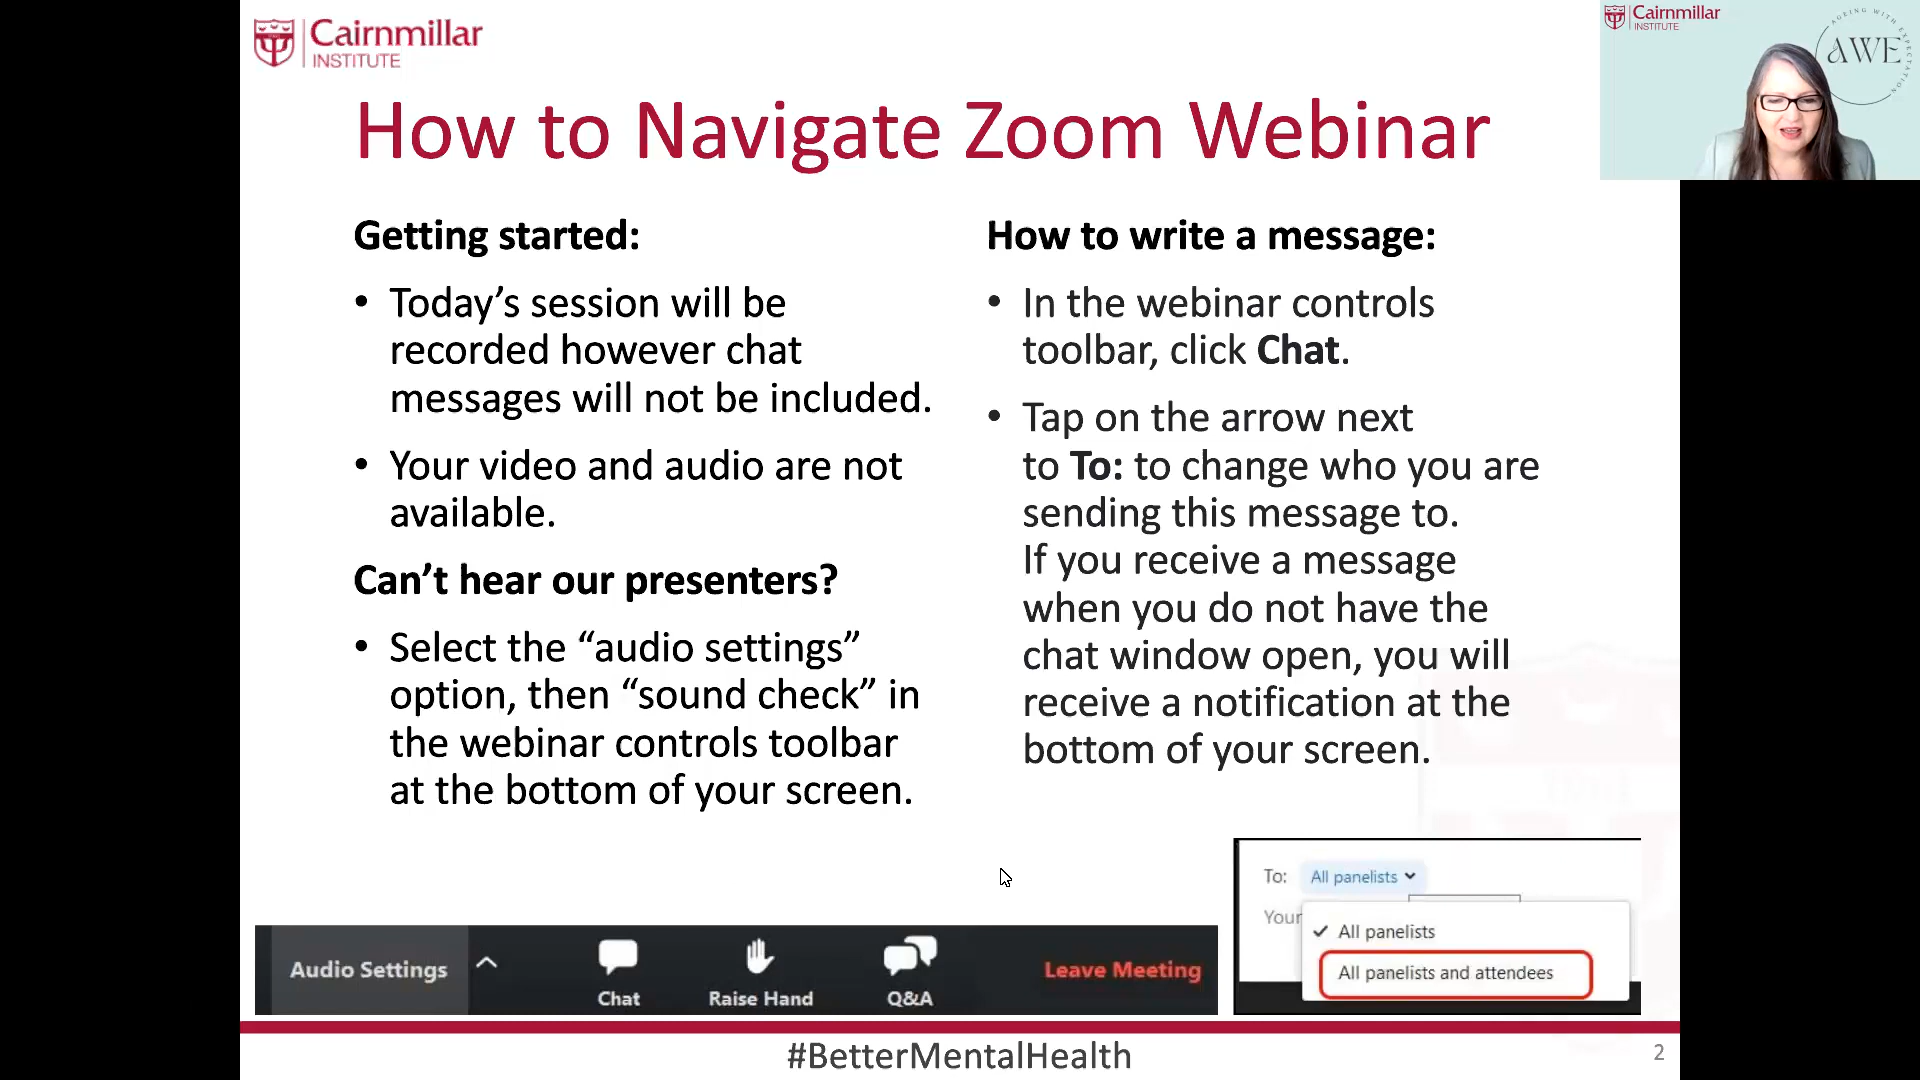 Cairnmillar
INSTITUTE
How to Navigate Zoom Webinar
Getting started:
• Today’s session will be
recorded however chat
messages will not be included.
• Your video and audio are not
available.
Can’t hear our presenters?
• Select the “audio settings”
option, then “sound check” in
the webinar controls toolbar
at the bottom of your screen.
How to write a message:
• In the webinar controls
toolbar, click Chat.
• Tap on the arrow next
to To: to change who you are
sending this message to.
If you receive a message
when you do not have the
chat window open, you will
receive a notification at the
bottom of your screen.
Audio Settings
Chat
Raise Hand
Q&A
Leave Meeting
To: All panelists
Your
✓ All panelists
All panelists and attendees
#BetterMentalHealth
2
Cairnmillar
INSTITUTE
AGEING WITH EXPECTATION
AWE